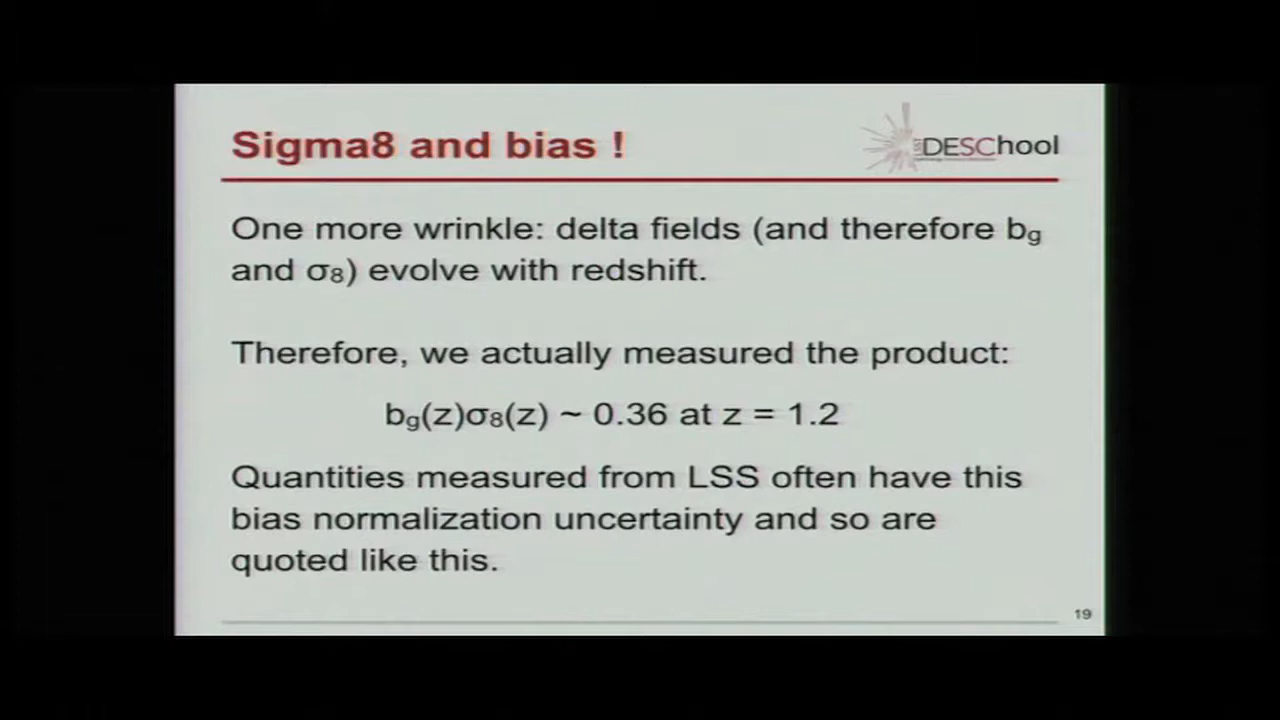 Sigma8 and bias !
LSST DESChool
One more wrinkle: delta fields (and therefore bg
and σ8) evolve with redshift.
Therefore, we actually measured the product:
bg(z)σ8(z) ~ 0.36 at z = 1.2
Quantities measured from LSS often have this
bias normalization uncertainty and so are
quoted like this.
19